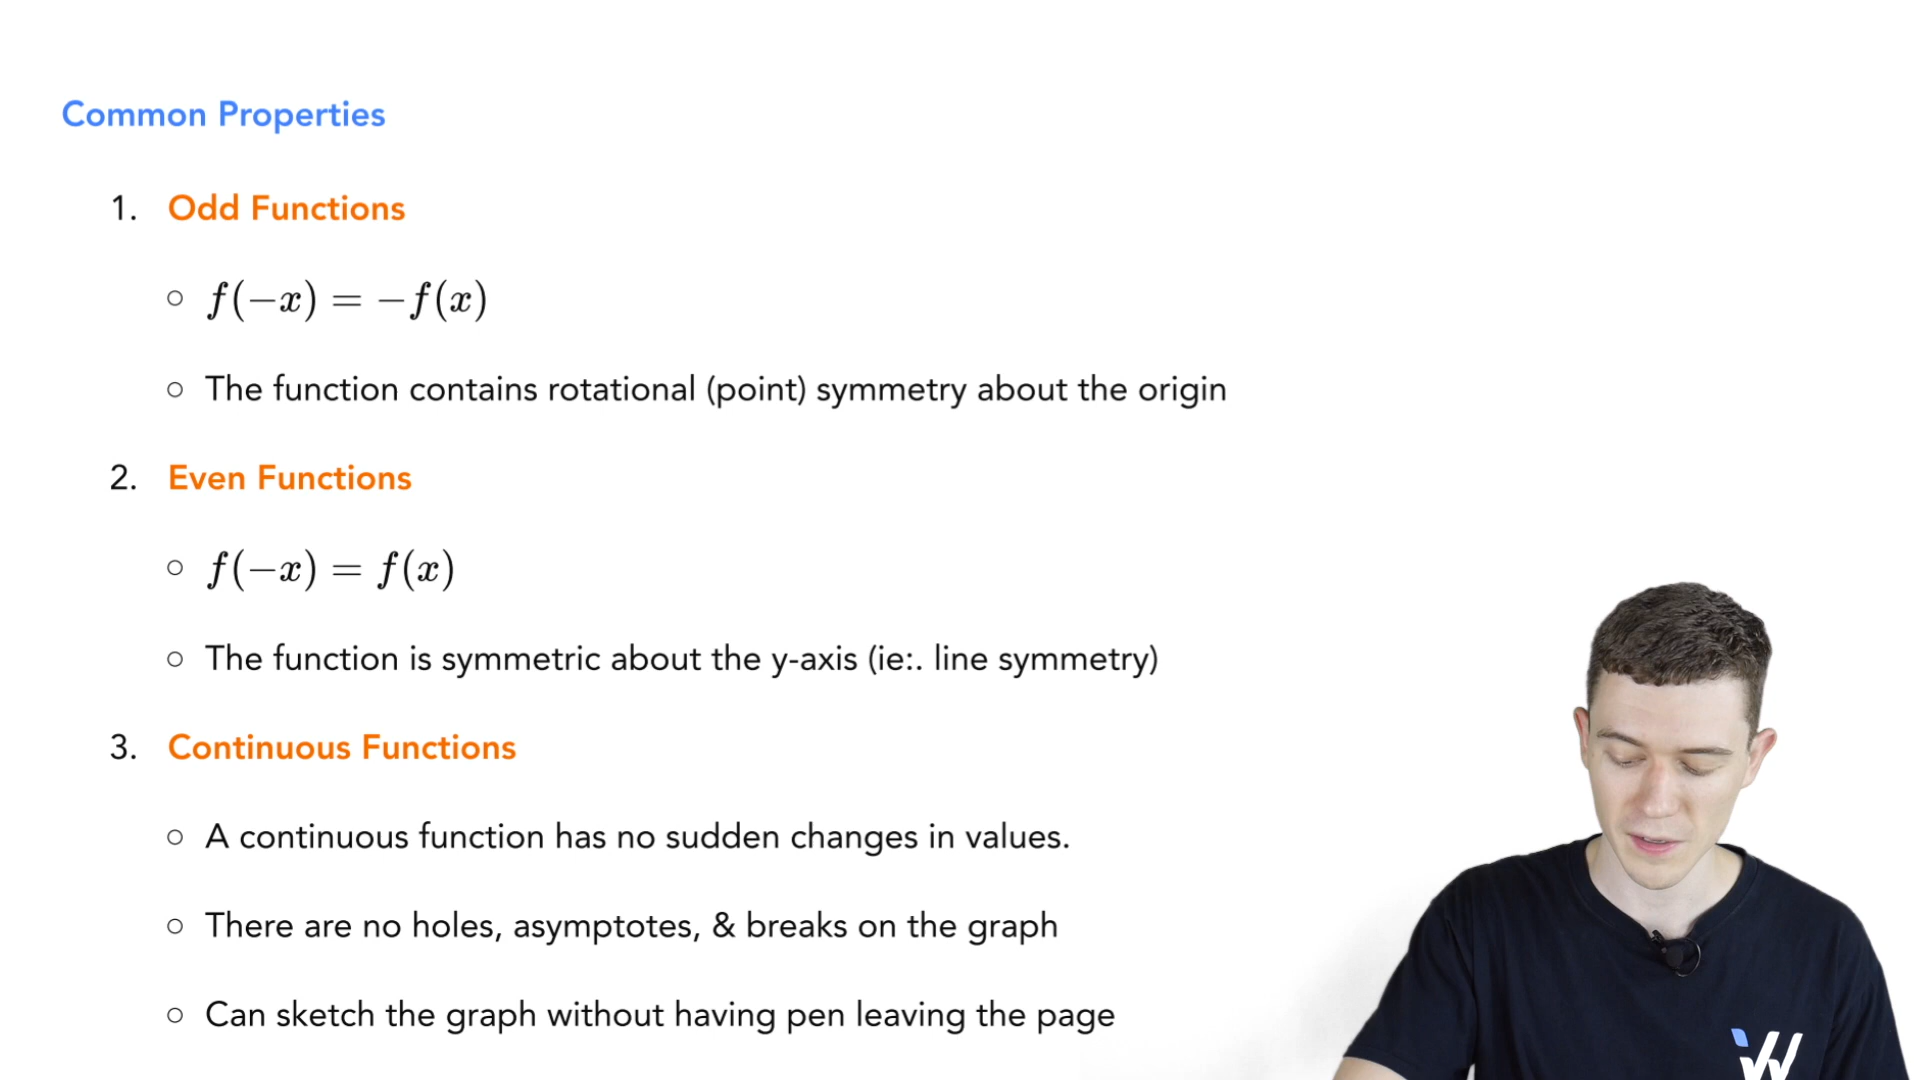 Common Properties
1. Odd Functions
○ f(−x) = −f(x)
○ The function contains rotational (point) symmetry about the origin
2. Even Functions
○ f(−x) = f(x)
○ The function is symmetric about the y-axis (ie:. line symmetry)
3. Continuous Functions
○ A continuous function has no sudden changes in values.
○ There are no holes, asymptotes, & breaks on the graph
○ Can sketch the graph without having pen leaving the page